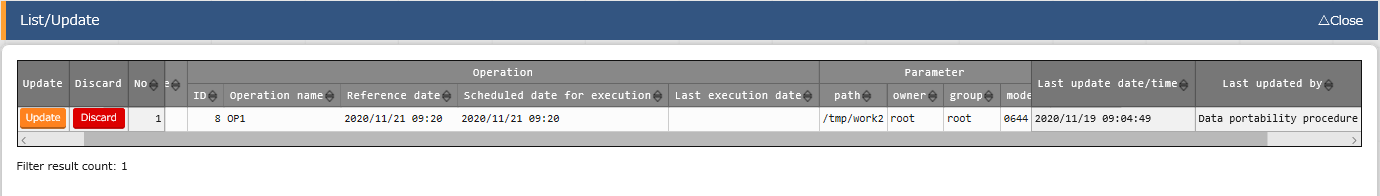 List/Update
△Close
Operation
Parameter
Update Discard No e ID Operation name Reference date Scheduled date for execution Last execution date path owner group mode Last update date/time Last updated by
Update Discard 1 8 OP1 2020/11/21 09:20 2020/11/21 09:20 /tmp/work2 root root 0644 2020/11/19 09:04:49 Data portability procedure
Filter result count: 1